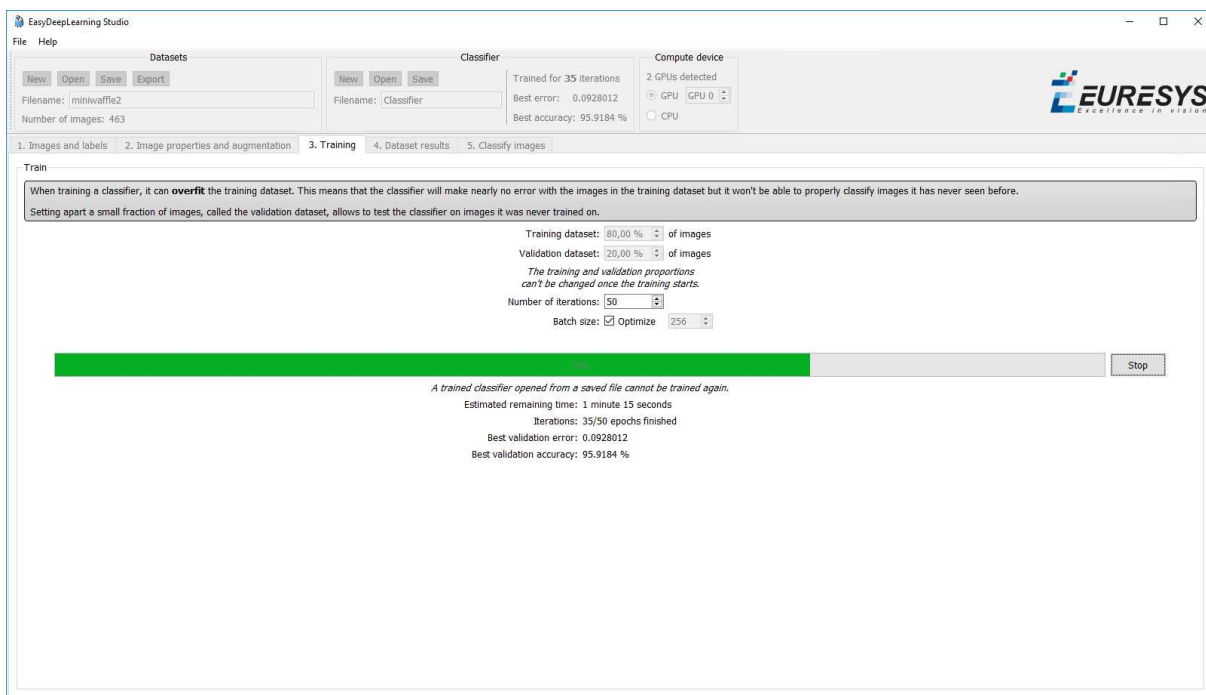 EasyDeepLearning Studio
File Help
Datasets
New Open Save Export
Filename: miniwaffle2
Number of images: 463
Classifier
New Open Save
Filename: Classifier
Trained for 35 iterations
Best error: 0.0928012
Best accuracy: 95.9184 %
Compute device
2 GPUs detected
GPU GPU 0
CPU
EURESYS
Excellence in vision
1. Images and labels 2. Image properties and augmentation 3. Training 4. Dataset results 5. Classify images
Train
When training a classifier, it can overfit the training dataset. This means that the classifier will make nearly no error with the images in the training dataset but it won't be able to properly classify images it has never seen before.
Setting apart a small fraction of images, called the validation dataset, allows to test the classifier on images it was never trained on.
Training dataset: 80,00 % of images
Validation dataset: 20,00 % of images
The training and validation proportions
can't be changed once the training starts.
Number of iterations: 50
Batch size: Optimize 256
Stop
A trained classifier opened from a saved file cannot be trained again.
Estimated remaining time: 1 minute 15 seconds
Iterations: 35/50 epochs finished
Best validation error: 0.0928012
Best validation accuracy: 95.9184 %